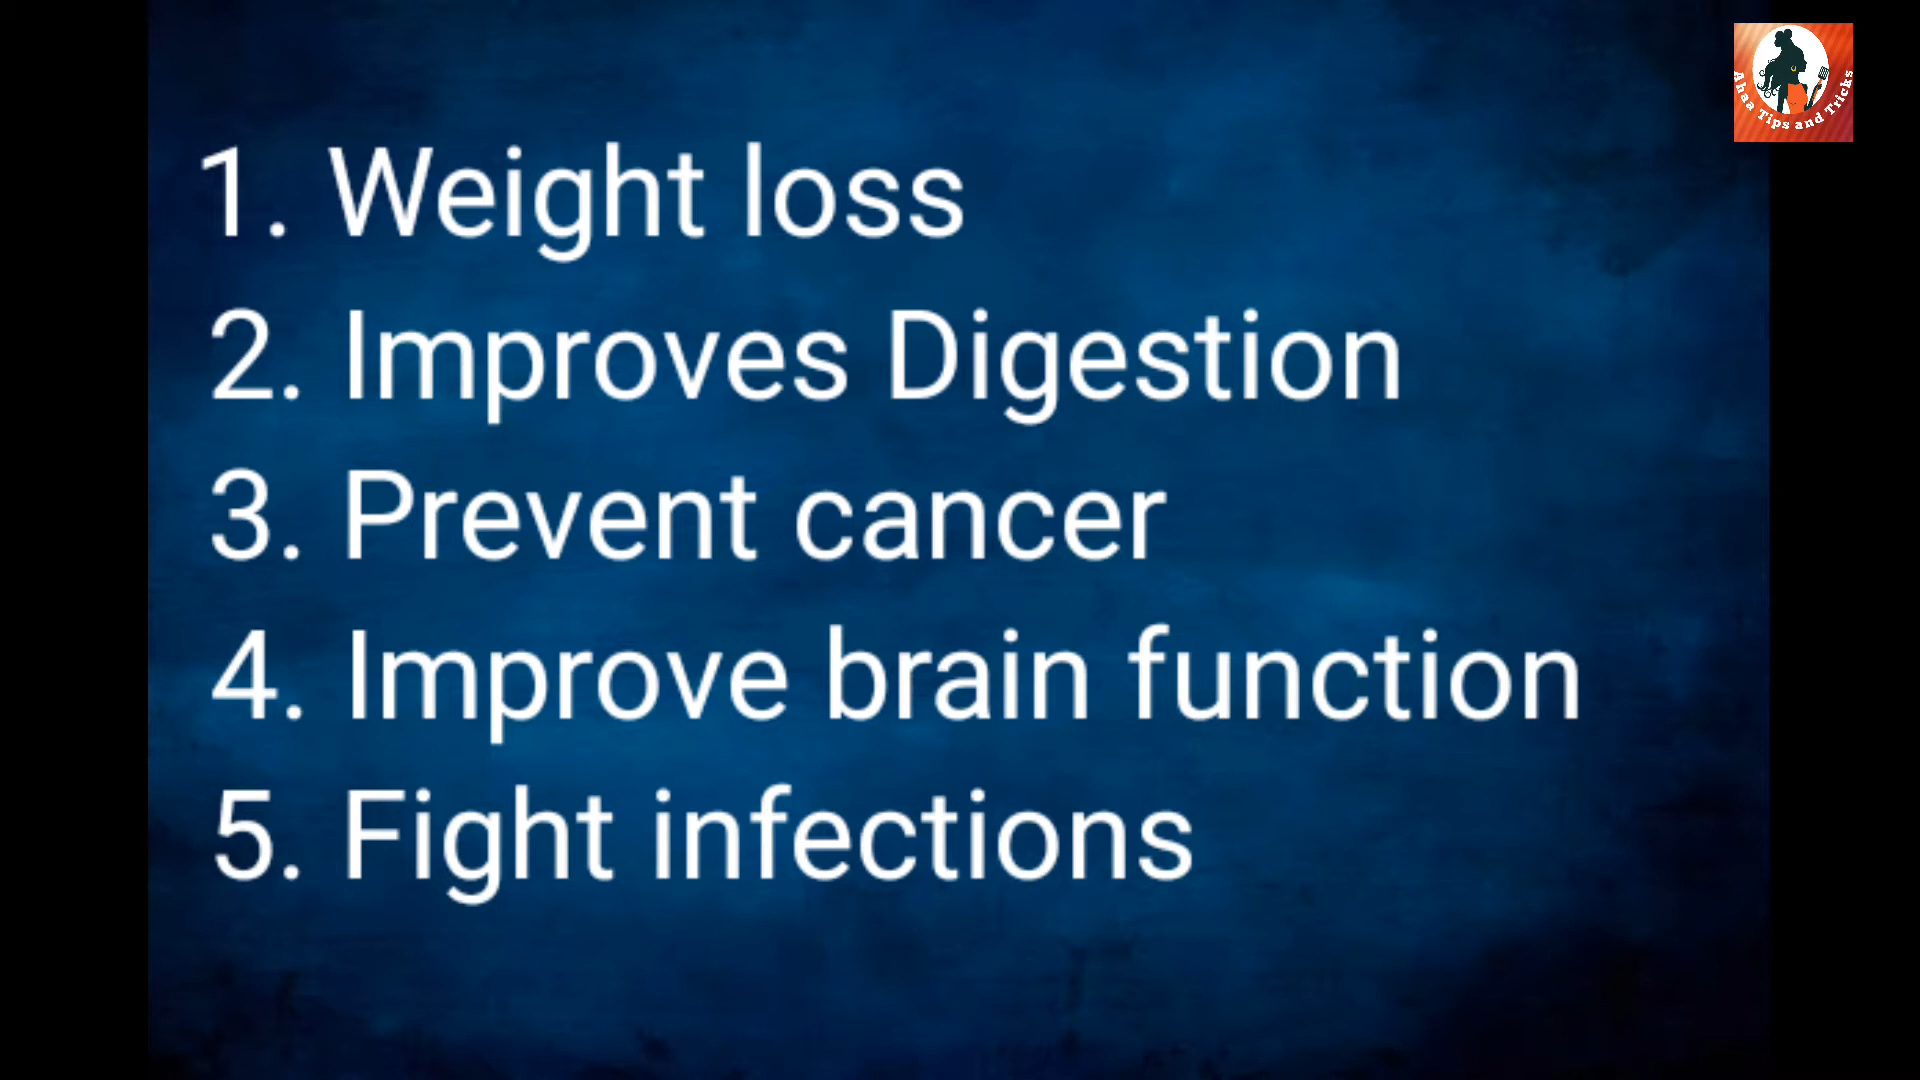 Ahaa Tips and Tricks
1. Weight loss
2. Improves Digestion
3. Prevent cancer
4. Improve brain function
5. Fight infections